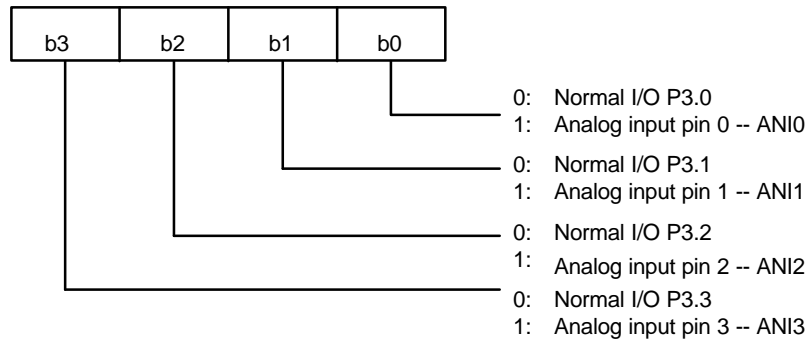 b3 b2 b1 b0
0: Normal I/O P3.0
1: Analog input pin 0 -- ANI0
0: Normal I/O P3.1
1: Analog input pin 1 -- ANI1
0: Normal I/O P3.2
1: Analog input pin 2 -- ANI2
0: Normal I/O P3.3
1: Analog input pin 3 -- ANI3